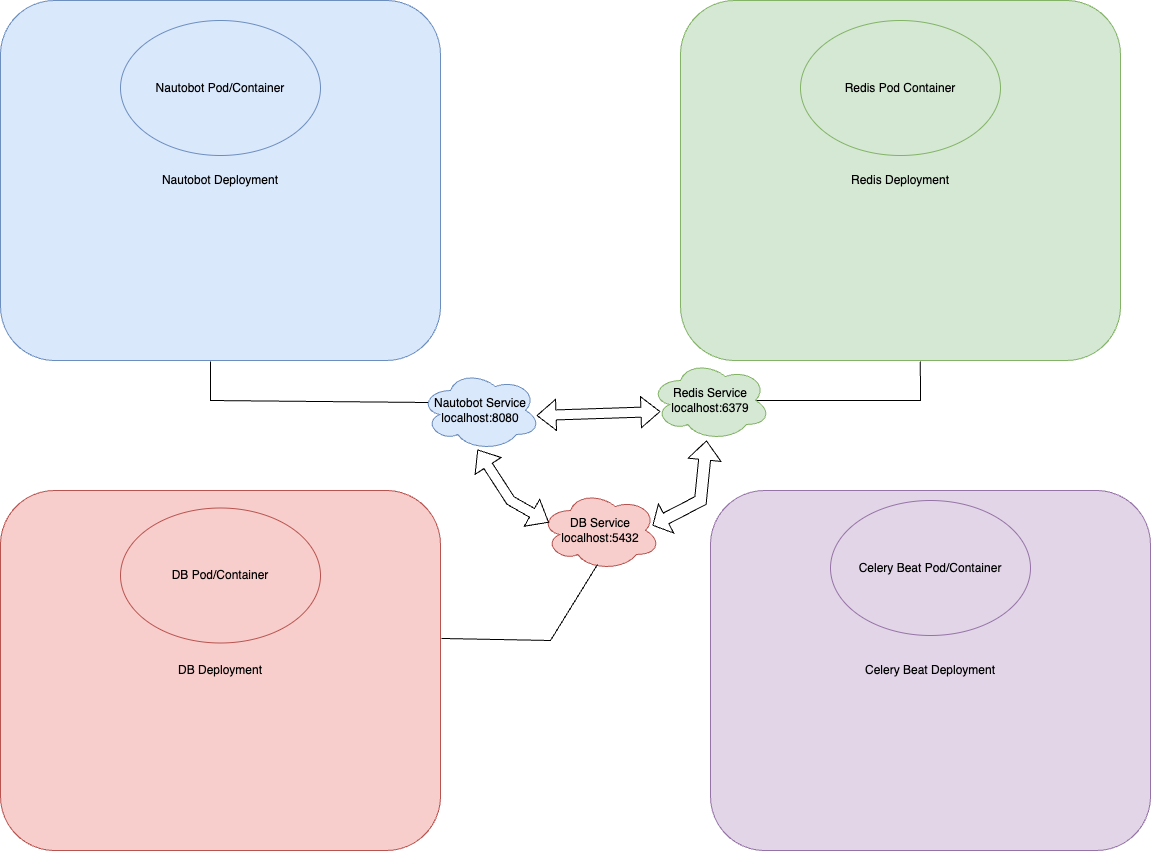 Nautobot Pod/Container
Nautobot Deployment
Redis Pod Container
Redis Deployment
Nautobot Service
localhost:8080
Redis Service
localhost:6379
DB Service
localhost:5432
DB Pod/Container
DB Deployment
Celery Beat Pod/Container
Celery Beat Deployment